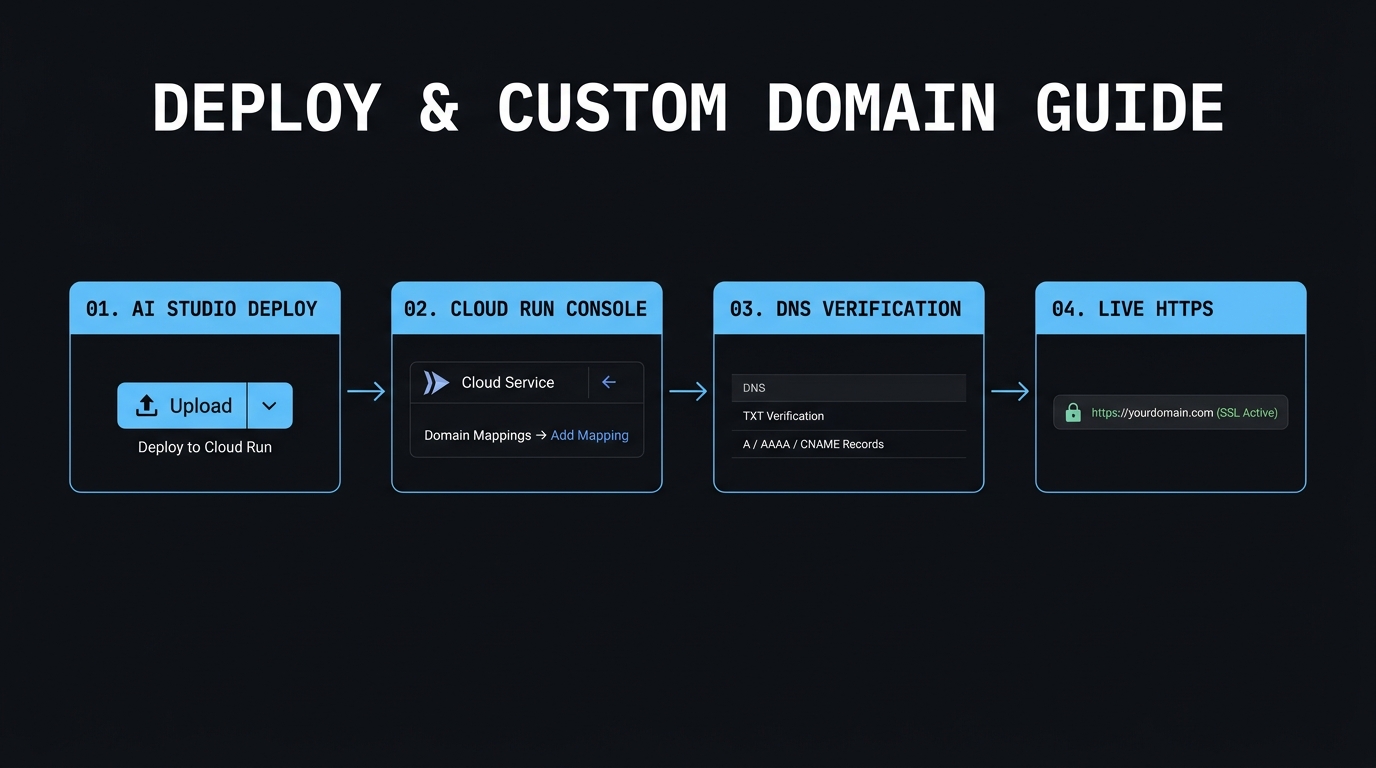 DEPLOY & CUSTOM DOMAIN GUIDE
01. AI STUDIO DEPLOY
Upload
Deploy to Cloud Run
02. CLOUD RUN CONSOLE
Cloud Service
Domain Mappings → Add Mapping
03. DNS VERIFICATION
DNS
TXT Verification
A / AAAA / CNAME Records
04. LIVE HTTPS
https://yourdomain.com (SSL Active)